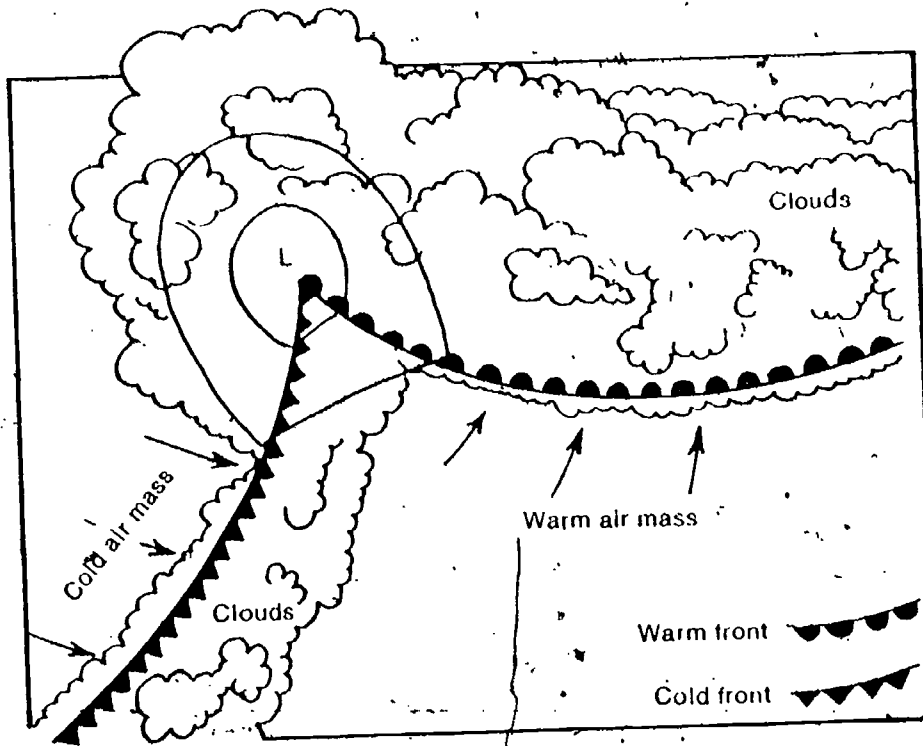 Clouds
L
Cold air mass
Warm air mass
Clouds
Warm front
Cold front